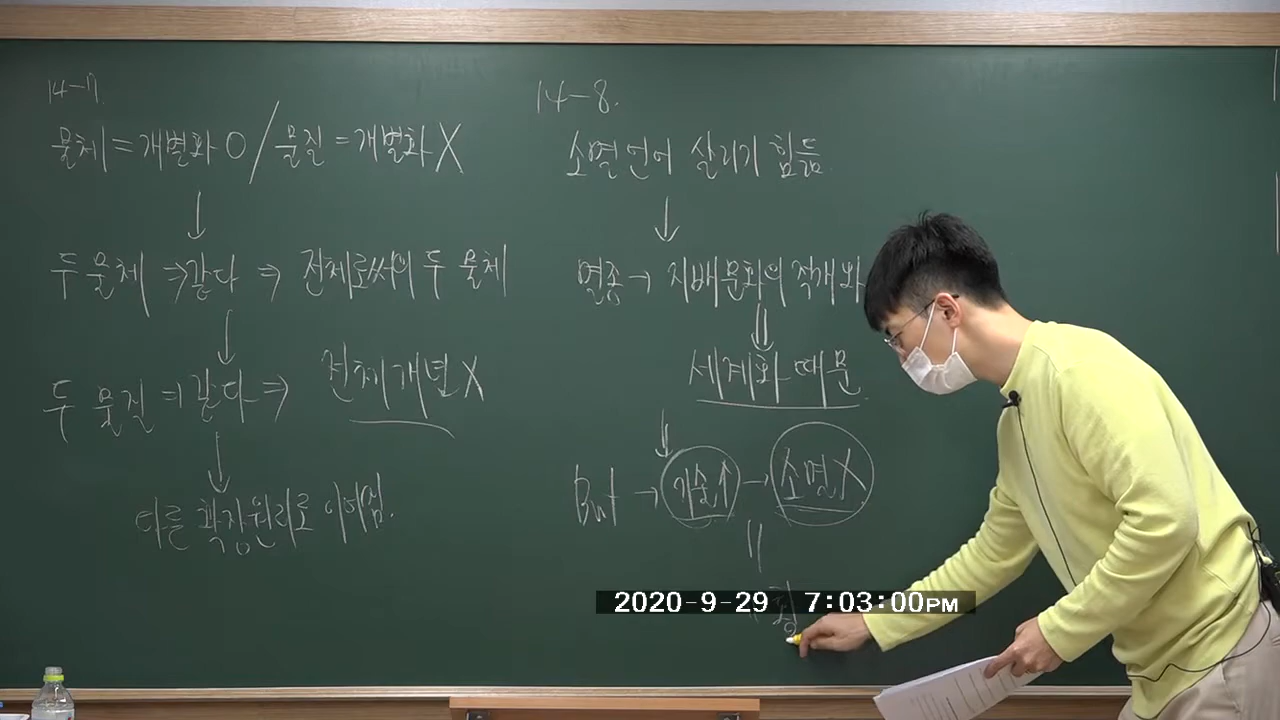 14-7.
물체 = 개별화 O / 물질 = 개별화 X
↓
두 물체 ⇒ 같다 ⇒ 전체로써의 두 물체
↓
두 물질 ⇒ 같다 ⇒ 전체개념 X
↓
다른 확장원리로 이어짐.
14-8.
소멸언어 살리기 힘듦
↓
멸종 → 지배문화의 적개와
⇓
세계화 때문
↓
But → 기술↑ → 소멸 X
||
2020-9-29 7:03:00PM